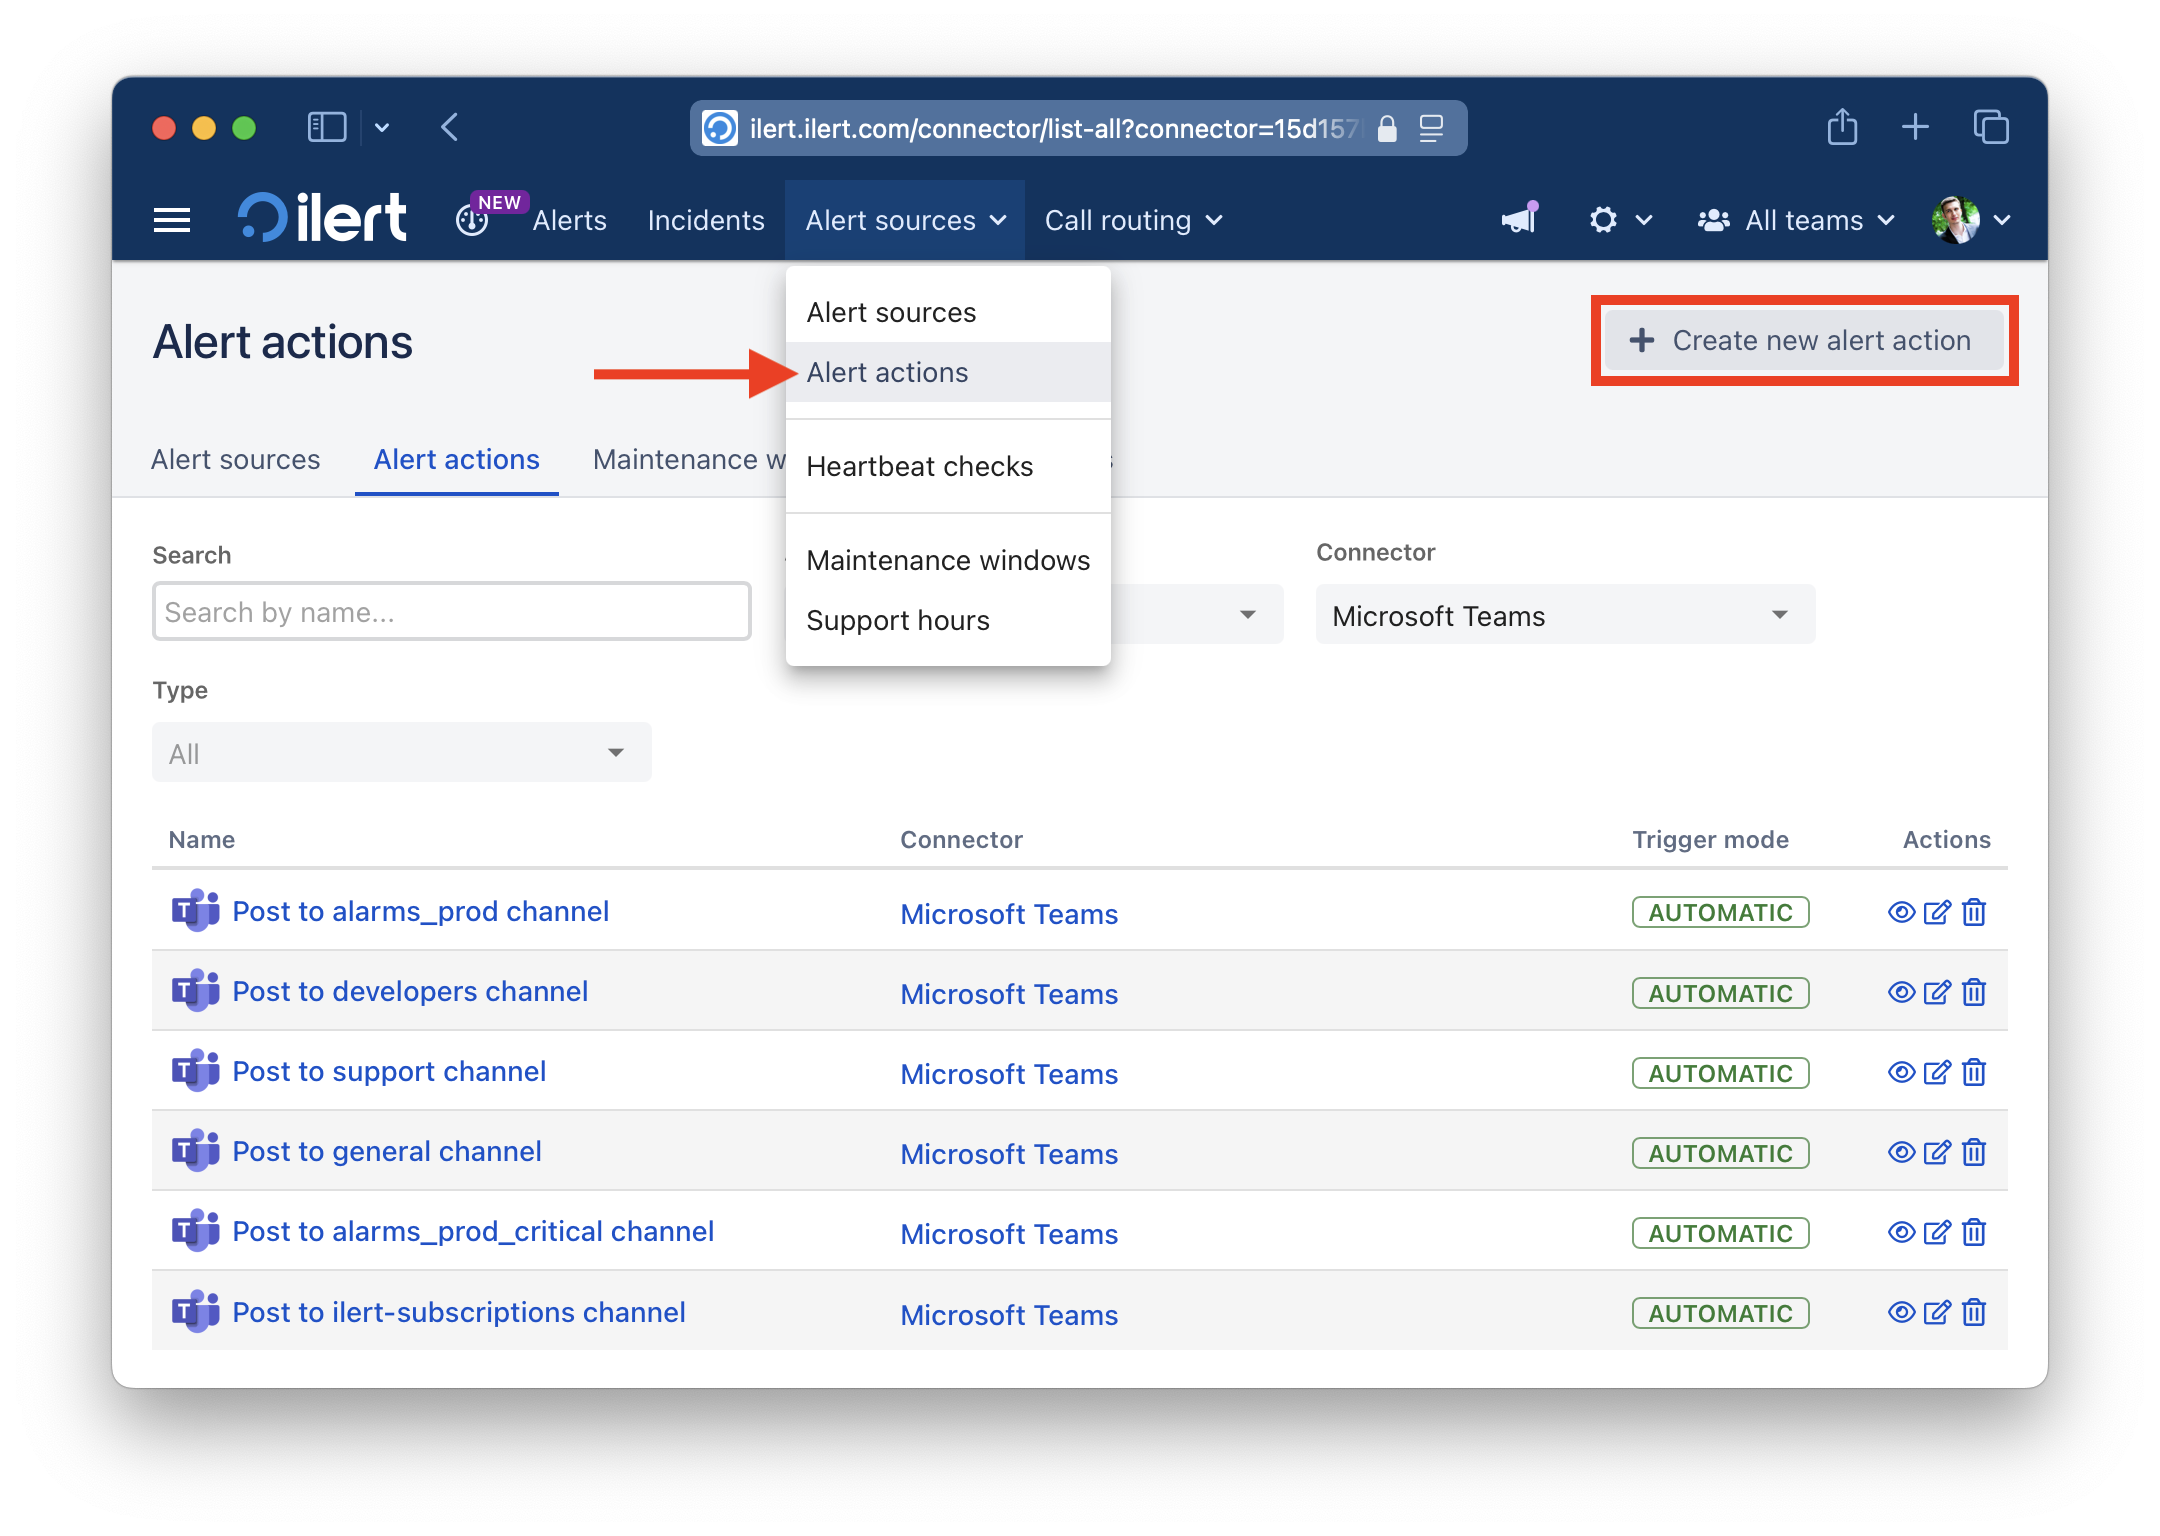 ilert.ilert.com/connector/list-all?connector=15d157
ilert
NEW
Alerts
Incidents
Alert sources
Call routing
All teams
Alert actions
Create new alert action
Alert sources
Alert actions
Heartbeat checks
Maintenance windows
Support hours
Alert sources
Alert actions
Maintenance w
Search
Search by name...
Connector
Microsoft Teams
Type
All
Name Connector Trigger mode Actions
Post to alarms_prod channel Microsoft Teams AUTOMATIC
Post to developers channel Microsoft Teams AUTOMATIC
Post to support channel Microsoft Teams AUTOMATIC
Post to general channel Microsoft Teams AUTOMATIC
Post to alarms_prod_critical channel Microsoft Teams AUTOMATIC
Post to ilert-subscriptions channel Microsoft Teams AUTOMATIC